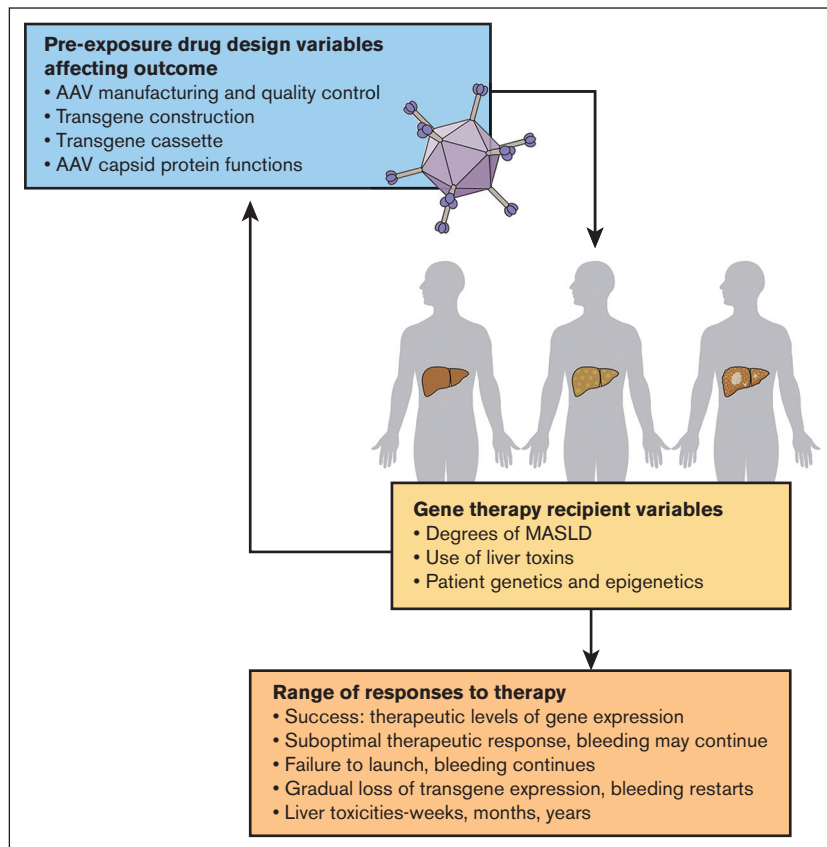 Pre-exposure drug design variables
affecting outcome
• AAV manufacturing and quality control
• Transgene construction
• Transgene cassette
• AAV capsid protein functions
Gene therapy recipient variables
• Degrees of MASLD
• Use of liver toxins
• Patient genetics and epigenetics
Range of responses to therapy
• Success: therapeutic levels of gene expression
• Suboptimal therapeutic response, bleeding may continue
• Failure to launch, bleeding continues
• Gradual loss of transgene expression, bleeding restarts
• Liver toxicities-weeks, months, years